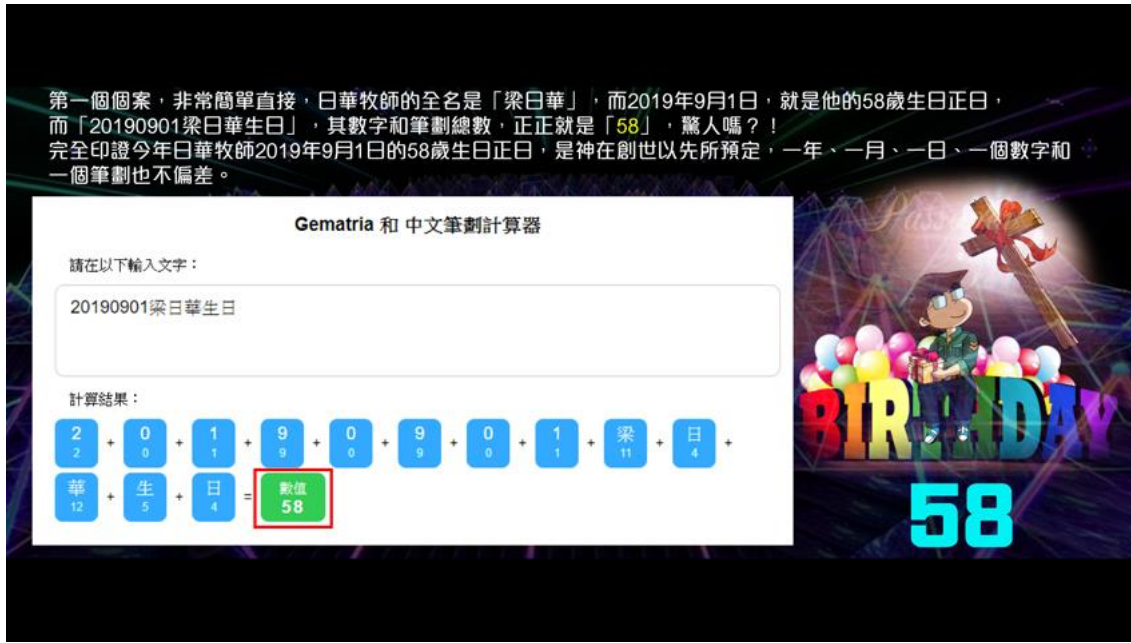 第一個個案，非常簡單直接，日華牧師的全名是「梁日華」，而2019年9月1日，就是他的58歲生日正日，
而「20190901梁日華生日」，其數字和筆劃總數，正正就是「58」，驚人嗎？！
完全印證今年日華牧師2019年9月1日的58歲生日正日，是神在創世以先所預定，一年、一月、一日、一個數字和
一個筆劃也不偏差。
Gematria 和 中文筆劃計算器
請在以下輸入文字：
20190901梁日華生日
計算結果：
2 + 0 + 1 + 9 + 0 + 9 + 0 + 1 + 梁 + 日 +
2 0 1 9 0 9 0 1 11 4
華 + 生 + 日 = 數值
12 5 4 58
BIRTHDAY
58